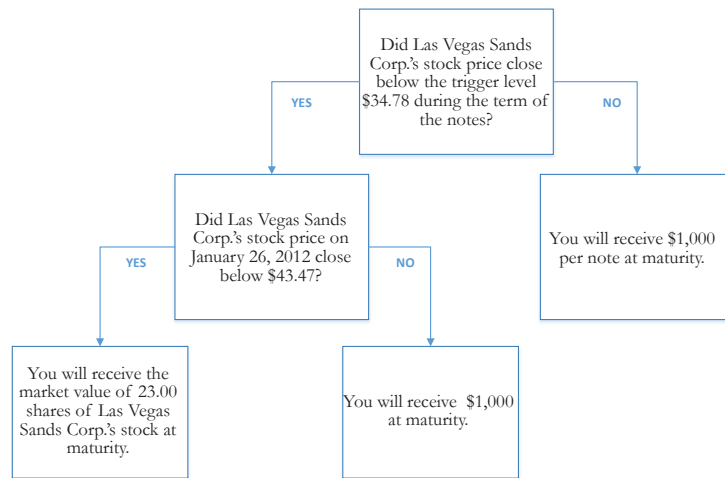 Did Las Vegas Sands
Corp.'s stock price close
below the trigger level
$34.78 during the term of
the notes?
YES
NO
Did Las Vegas Sands
Corp.'s stock price on
January 26, 2012 close
below $43.47?
You will receive $1,000
per note at maturity.
YES
NO
You will receive the
market value of 23.00
shares of Las Vegas
Sands Corp.'s stock at
maturity.
You will receive $1,000
at maturity.